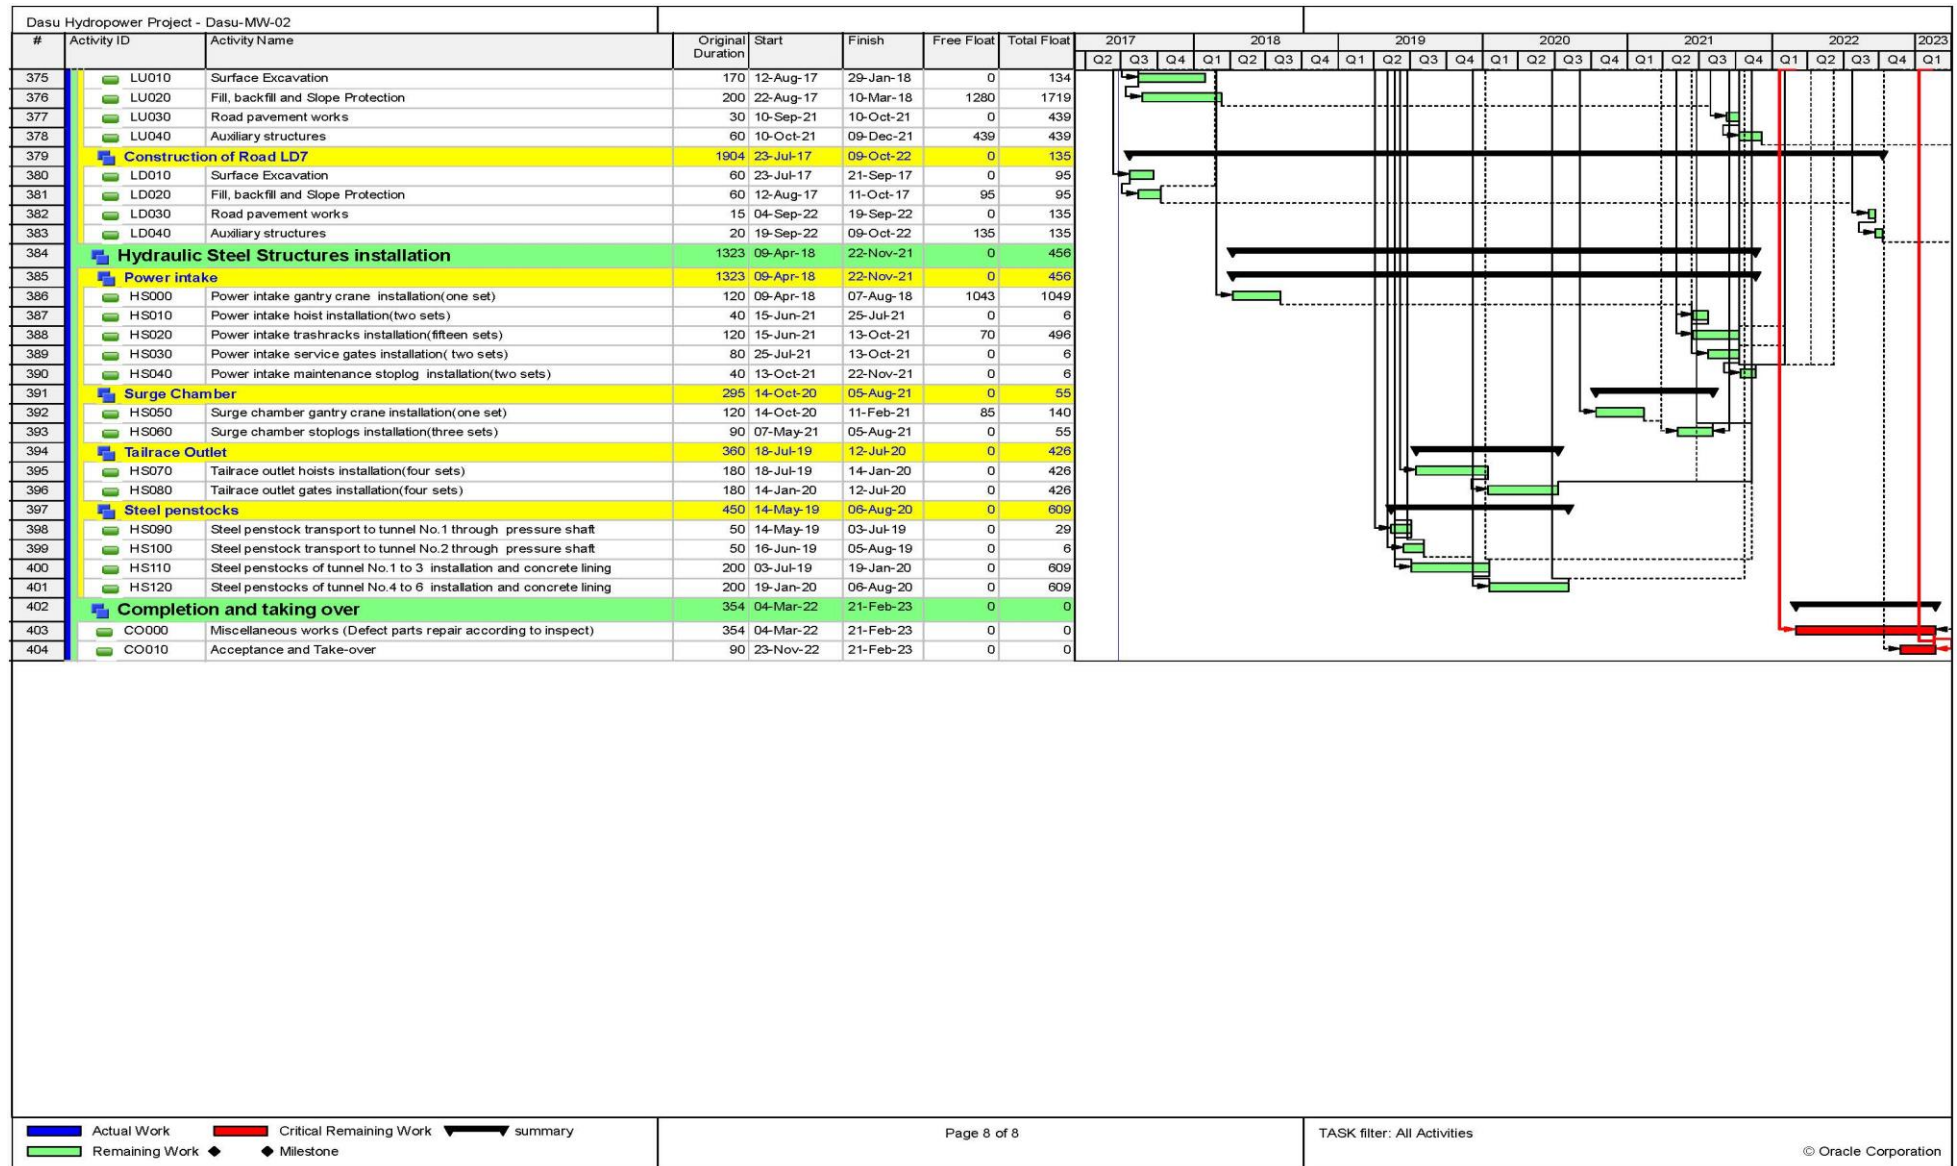 Dasu Hydropower Project - Dasu-MW-02
# Activity ID Activity Name Original Duration Start Finish Free Float Total Float 2017 2018 2019 2020 2021 2022 2023
Q2 Q3 Q4 Q1 Q2 Q3 Q4 Q1 Q2 Q3 Q4 Q1 Q2 Q3 Q4 Q1 Q2 Q3 Q4 Q1 Q2 Q3 Q4 Q1
375 LU010 Surface Excavation 170 12-Aug-17 29-Jan-18 0 134
376 LU020 Fill, backfill and Slope Protection 200 22-Aug-17 10-Mar-18 1280 1719
377 LU030 Road pavement works 30 10-Sep-21 10-Oct-21 0 439
378 LU040 Auxiliary structures 60 10-Oct-21 09-Dec-21 439 439
379 Construction of Road LD7 1904 23-Jul-17 09-Oct-22 0 135
380 LD010 Surface Excavation 60 23-Jul-17 21-Sep-17 0 95
381 LD020 Fill, backfill and Slope Protection 60 12-Aug-17 11-Oct-17 95 95
382 LD030 Road pavement works 15 04-Sep-22 19-Sep-22 0 135
383 LD040 Auxiliary structures 20 19-Sep-22 09-Oct-22 135 135
384 Hydraulic Steel Structures installation 1323 09-Apr-18 22-Nov-21 0 456
385 Power intake 1323 09-Apr-18 22-Nov-21 0 456
386 HS000 Power intake gantry crane installation(one set) 120 09-Apr-18 07-Aug-18 1043 1049
387 HS010 Power intake hoist installation(two sets) 40 15-Jun-21 25-Jul-21 0 6
388 HS020 Power intake trashracks installation(fifteen sets) 120 15-Jun-21 13-Oct-21 70 496
389 HS030 Power intake service gates installation( two sets) 80 25-Jul-21 13-Oct-21 0 6
390 HS040 Power intake maintenance stoplog installation(two sets) 40 13-Oct-21 22-Nov-21 0 6
391 Surge Chamber 295 14-Oct-20 05-Aug-21 0 55
392 HS050 Surge chamber gantry crane installation(one set) 120 14-Oct-20 11-Feb-21 85 140
393 HS060 Surge chamber stoplogs installation(three sets) 90 07-May-21 05-Aug-21 0 55
394 Tailrace Outlet 360 18-Jul-19 12-Jul-20 0 426
395 HS070 Tailrace outlet hoists installation(four sets) 180 18-Jul-19 14-Jan-20 0 426
396 HS080 Tailrace outlet gates installation(four sets) 180 14-Jan-20 12-Jul-20 0 426
397 Steel penstocks 450 14-May-19 06-Aug-20 0 609
398 HS090 Steel penstock transport to tunnel No.1 through pressure shaft 50 14-May-19 03-Jul-19 0 29
399 HS100 Steel penstock transport to tunnel No.2 through pressure shaft 50 16-Jun-19 05-Aug-19 0 6
400 HS110 Steel penstocks of tunnel No.1 to 3 installation and concrete lining 200 03-Jul-19 19-Jan-20 0 609
401 HS120 Steel penstocks of tunnel No.4 to 6 installation and concrete lining 200 19-Jan-20 06-Aug-20 0 609
402 Completion and taking over 354 04-Mar-22 21-Feb-23 0 0
403 CO000 Miscellaneous works (Defect parts repair according to inspect) 354 04-Mar-22 21-Feb-23 0 0
404 CO010 Acceptance and Take-over 90 23-Nov-22 21-Feb-23 0 0
Actual Work Critical Remaining Work summary Page 8 of 8 TASK filter: All Activities
Remaining Work Milestone © Oracle Corporation